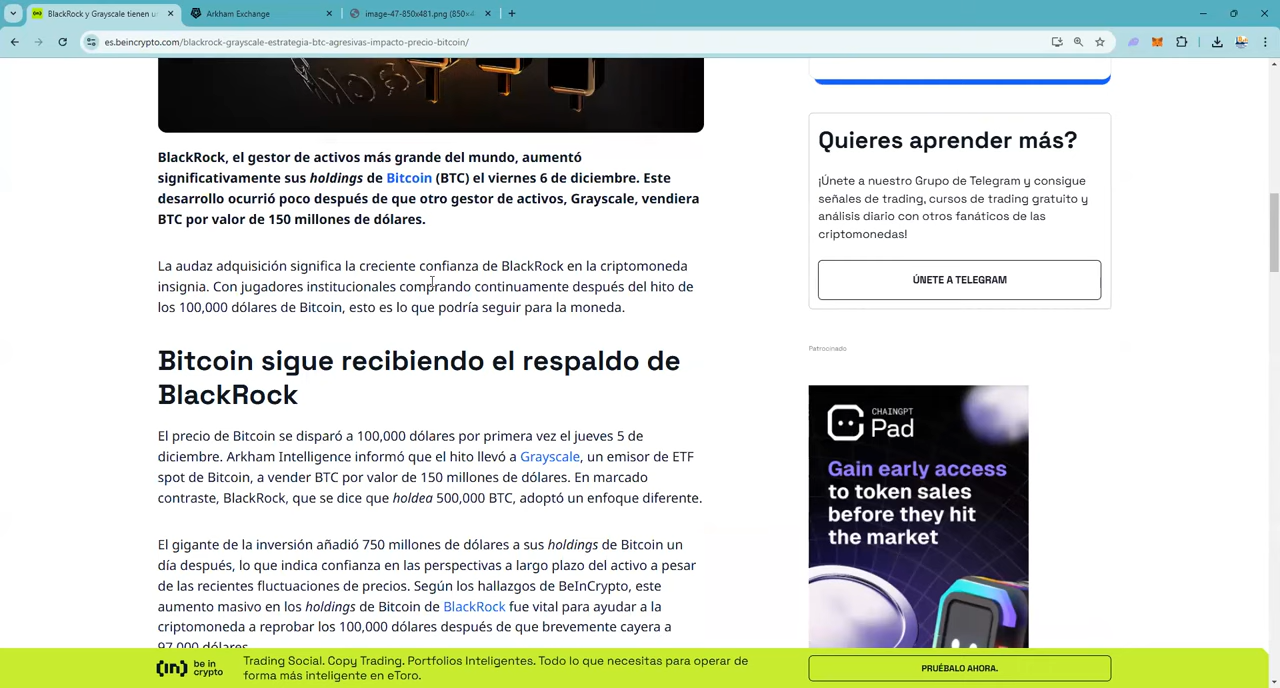 BlackRock y Grayscale tienen u
Arkham Exchange
image-47-850x481.png (850×4
es.beincrypto.com/blackrock-grayscale-estrategia-btc-agresivas-impacto-precio-bitcoin/
BlackRock, el gestor de activos más grande del mundo, aumentó
significativamente sus holdings de Bitcoin (BTC) el viernes 6 de diciembre. Este
desarrollo ocurrió poco después de que otro gestor de activos, Grayscale, vendiera
BTC por valor de 150 millones de dólares.
La audaz adquisición significa la creciente confianza de BlackRock en la criptomoneda
insignia. Con jugadores institucionales comprando continuamente después del hito de
los 100,000 dólares de Bitcoin, esto es lo que podría seguir para la moneda.
Bitcoin sigue recibiendo el respaldo de
BlackRock
El precio de Bitcoin se disparó a 100,000 dólares por primera vez el jueves 5 de
diciembre. Arkham Intelligence informó que el hito llevó a Grayscale, un emisor de ETF
spot de Bitcoin, a vender BTC por valor de 150 millones de dólares. En marcado
contraste, BlackRock, que se dice que holdea 500,000 BTC, adoptó un enfoque diferente.
El gigante de la inversión añadió 750 millones de dólares a sus holdings de Bitcoin un
día después, lo que indica confianza en las perspectivas a largo plazo del activo a pesar
de las recientes fluctuaciones de precios. Según los hallazgos de BeInCrypto, este
aumento masivo en los holdings de Bitcoin de BlackRock fue vital para ayudar a la
criptomoneda a reprobar los 100,000 dólares después de que brevemente cayera a
97,000 dólares.
Quieres aprender más?
¡Únete a nuestro Grupo de Telegram y consigue
señales de trading, cursos de trading gratuito y
análisis diario con otros fanáticos de las
criptomonedas!
ÚNETE A TELEGRAM
Patrocinado
CHAINGPT
Pad
Gain early access
to token sales
before they hit
the market
be in
crypto
Trading Social. Copy Trading. Portfolios Inteligentes. Todo lo que necesitas para operar de
forma más inteligente en eToro.
PRUÉBALO AHORA.